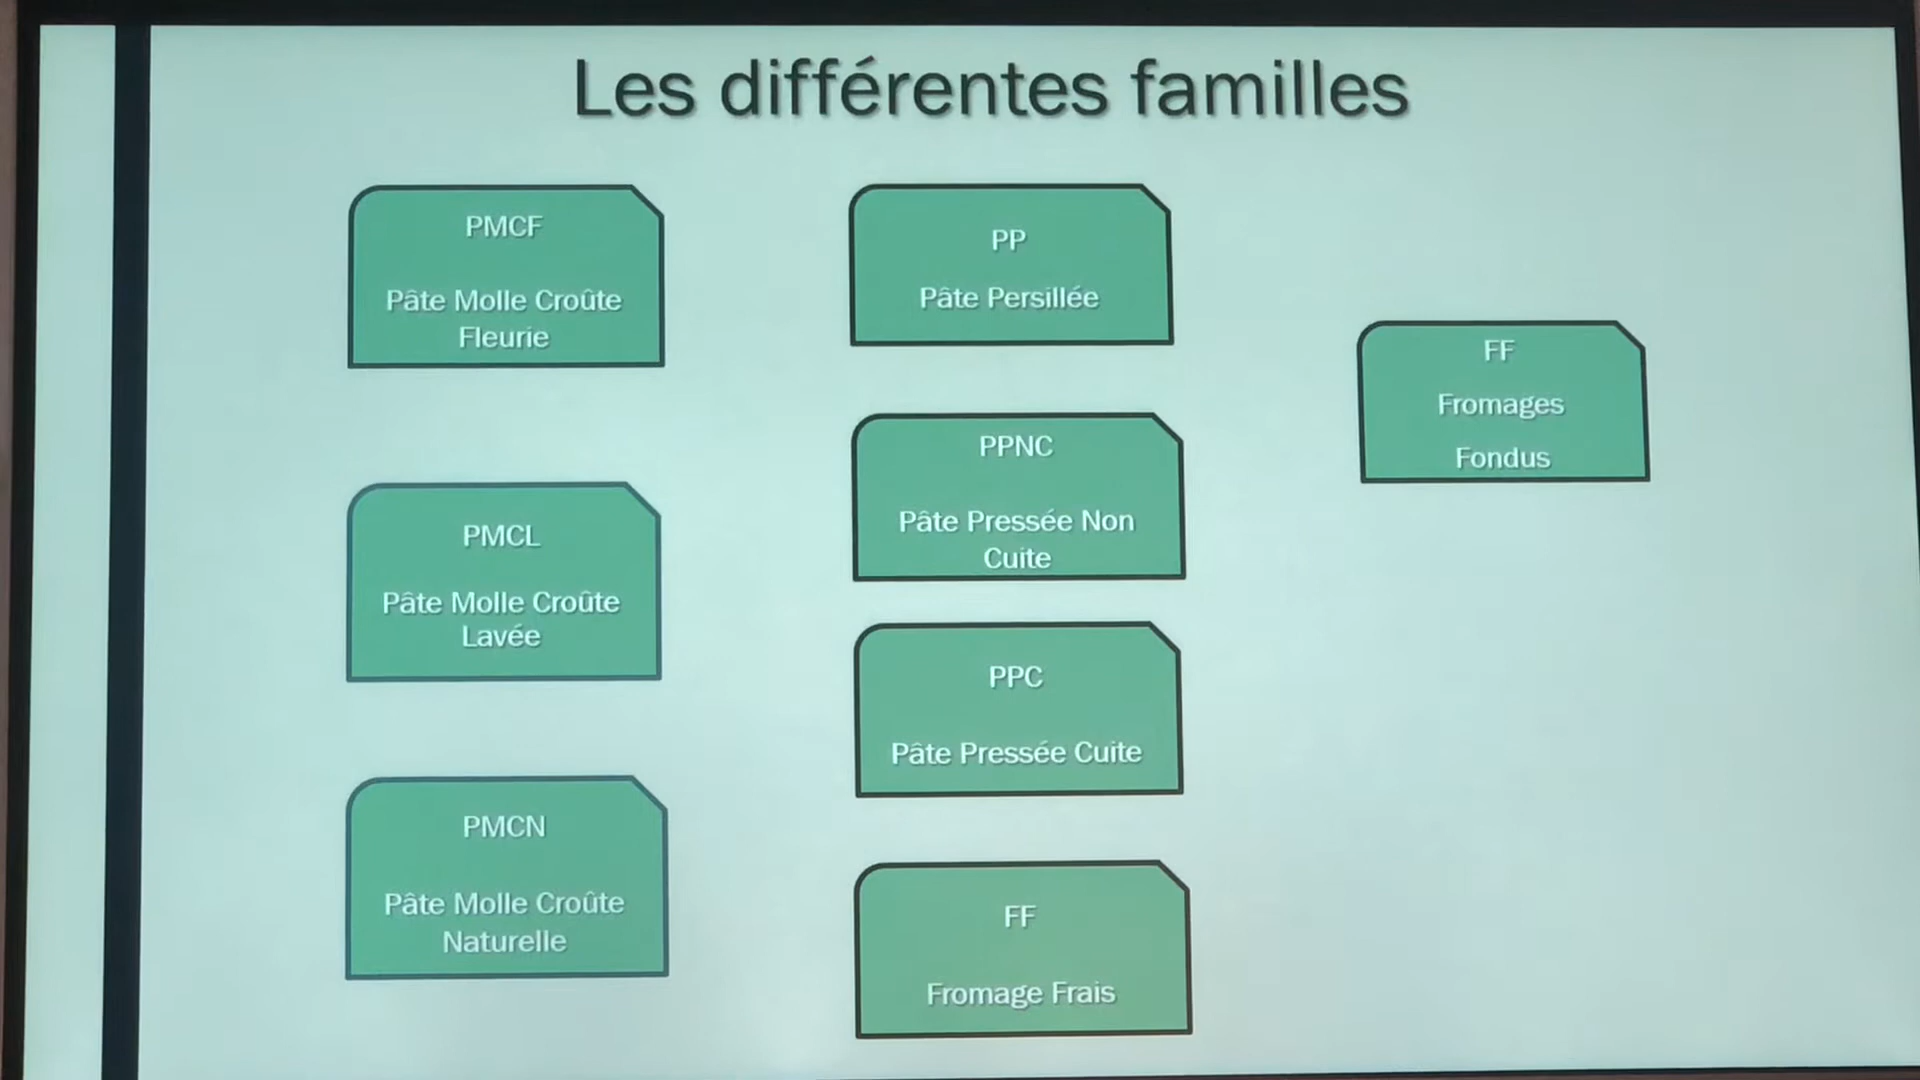 Les différentes familles
PMCF
Pâte Molle Croûte
Fleurie
PMCL
Pâte Molle Croûte
Lavée
PMCN
Pâte Molle Croûte
Naturelle
PP
Pâte Persillée
PPNC
Pâte Pressée Non
Cuite
PPC
Pâte Pressée Cuite
FF
Fromage Frais
FF
Fromages
Fondus